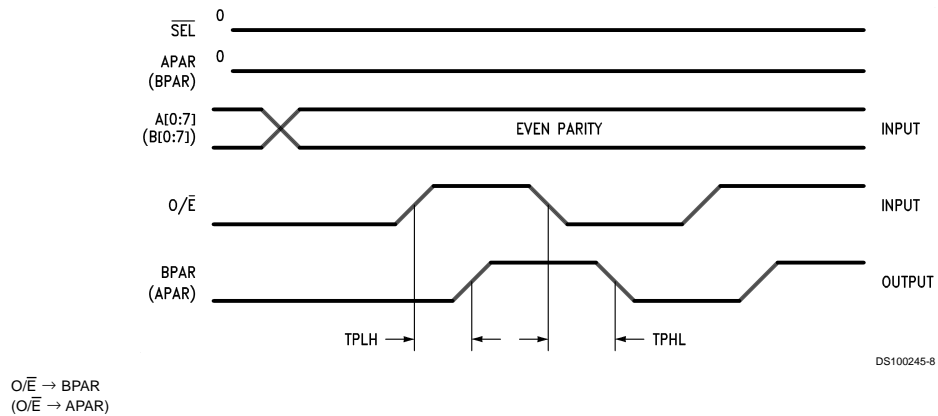 S̅E̅L̅ 0
APAR 0
(BPAR)
A[0:7]
(B[0:7])
EVEN PARITY
INPUT
O/E̅
INPUT
BPAR
(APAR)
OUTPUT
TPLH
TPHL
DS100245-8
O/E̅ → BPAR
(O/E̅ → APAR)